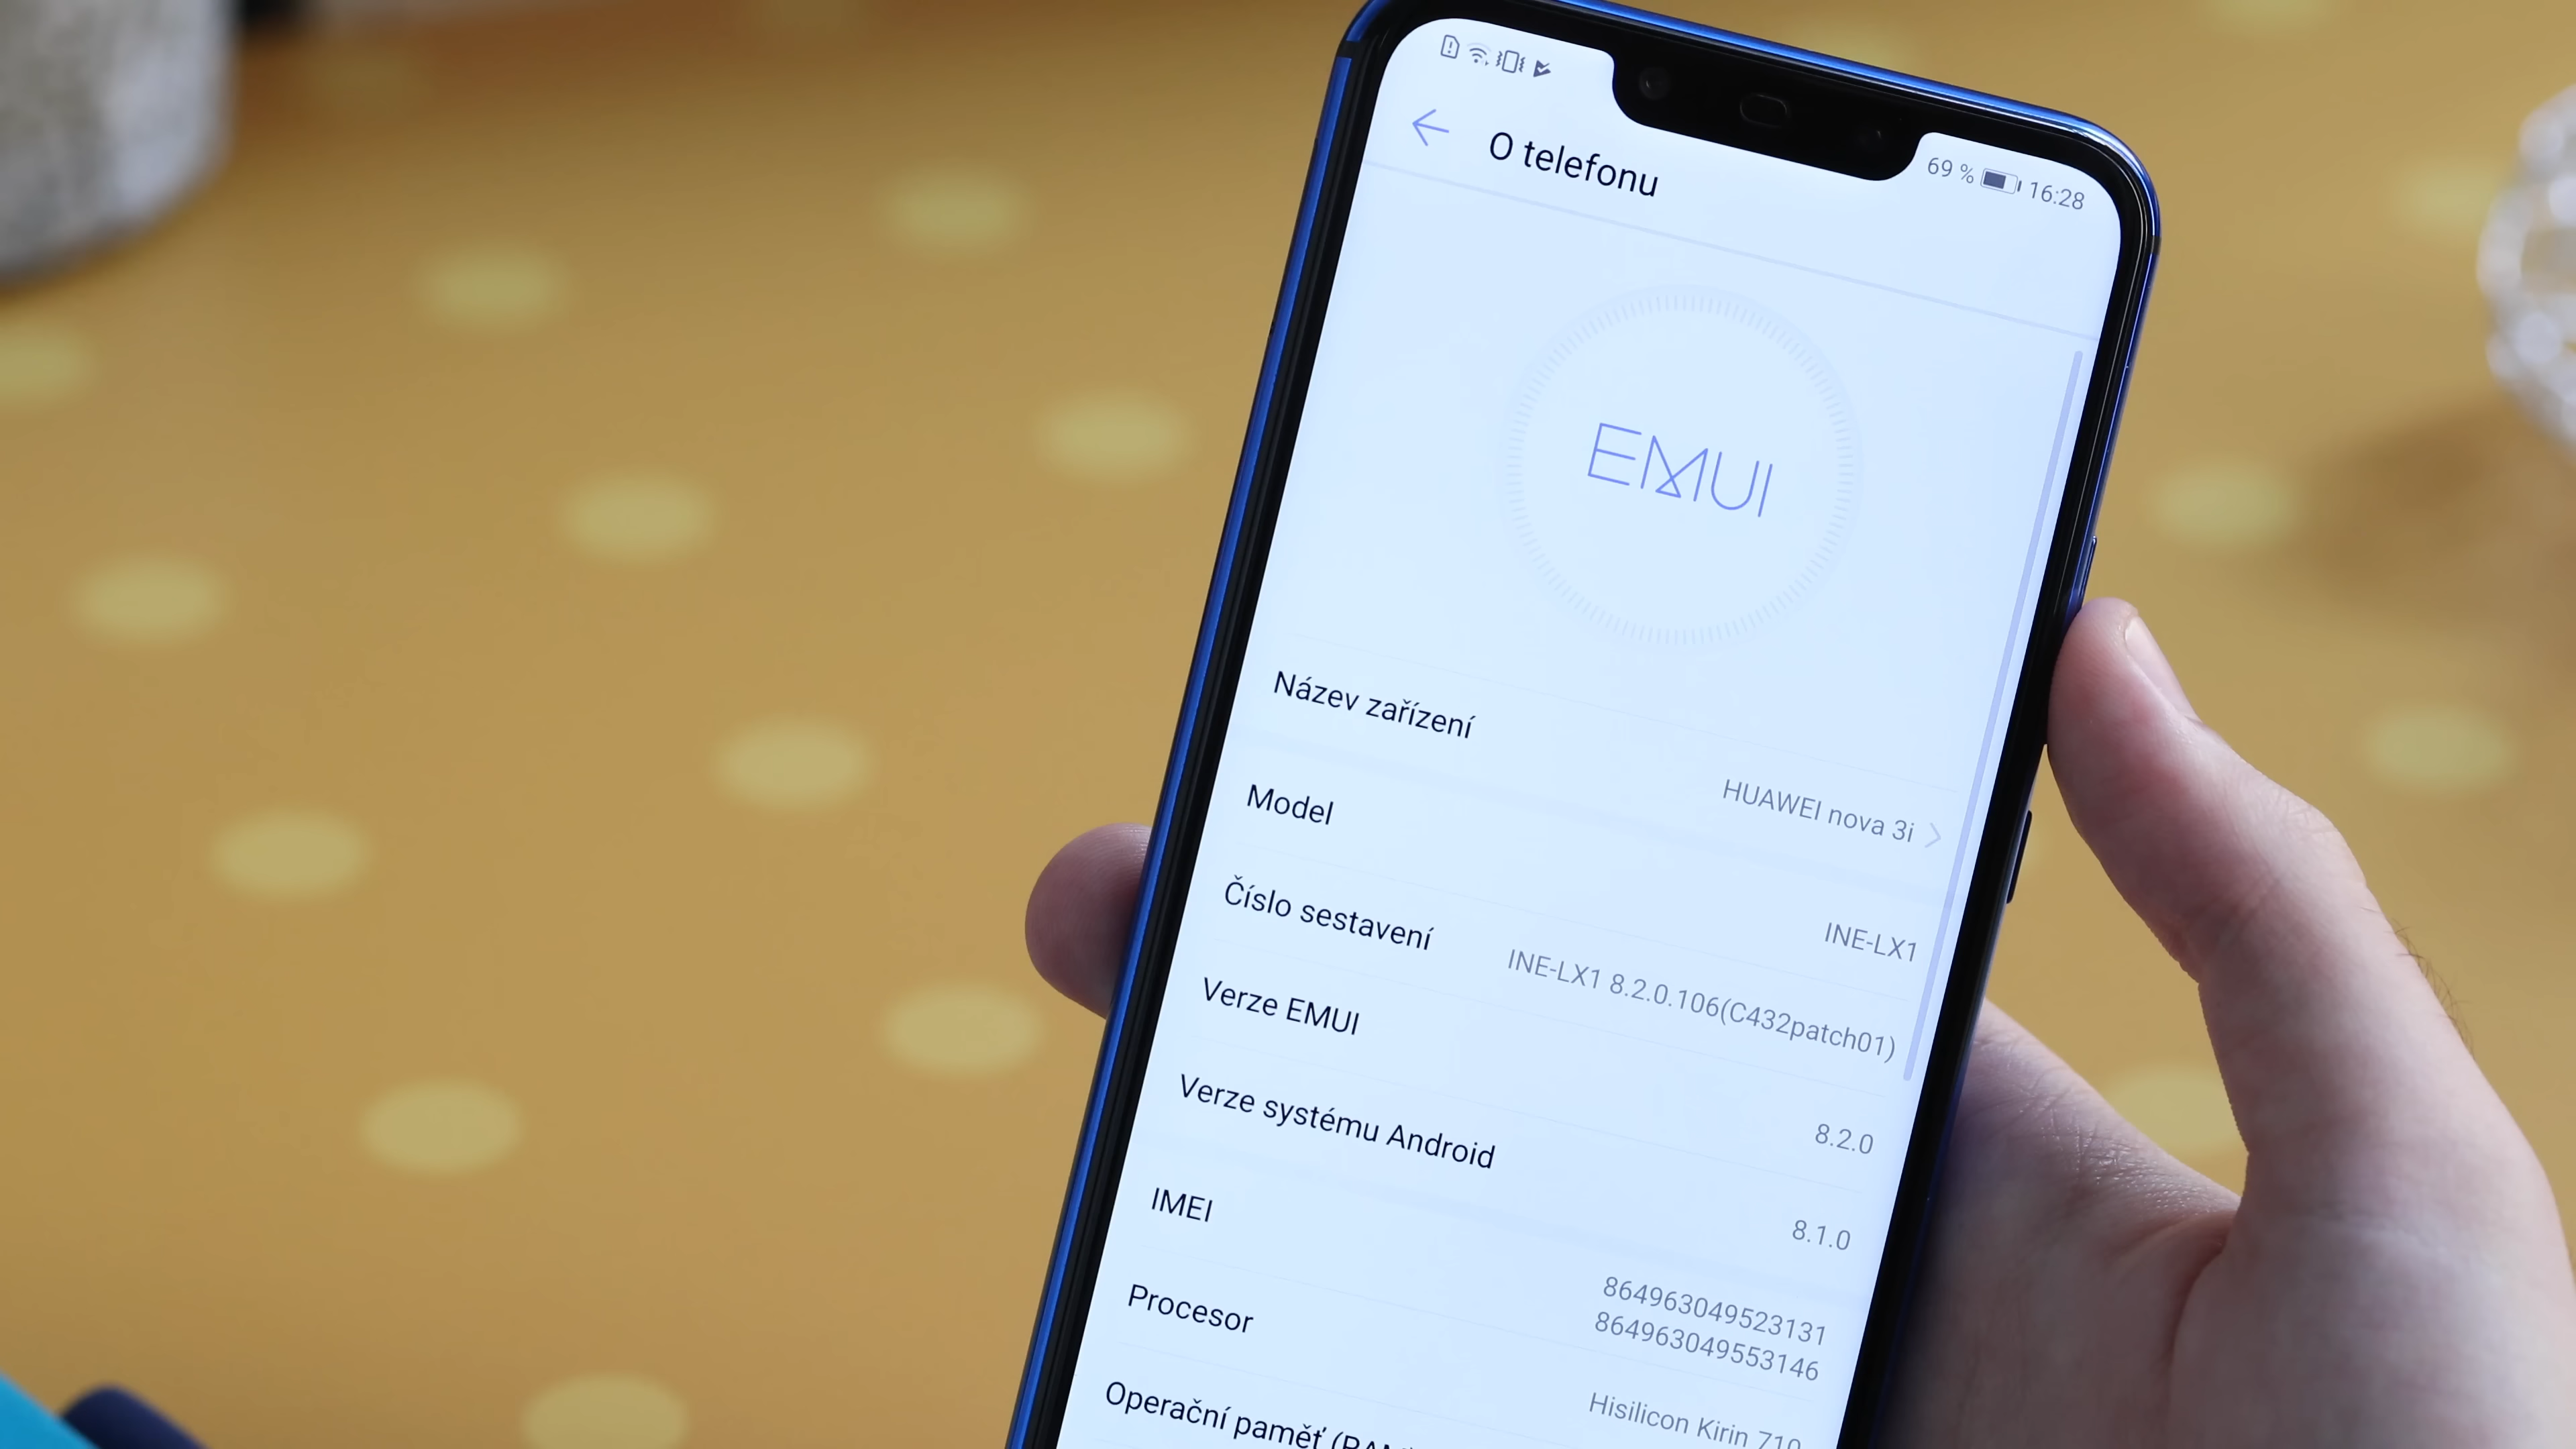 69 % 16:28
O telefonu
EMUI
Název zařízení
HUAWEI nova 3i
Model
INE-LX1
Číslo sestavení
INE-LX1 8.2.0.106(C432patch01)
Verze EMUI
8.2.0
Verze systému Android
8.1.0
IMEI
864963049523131
864963049553146
Procesor
Hisilicon Kirin 710
Operační paměť (RAM)